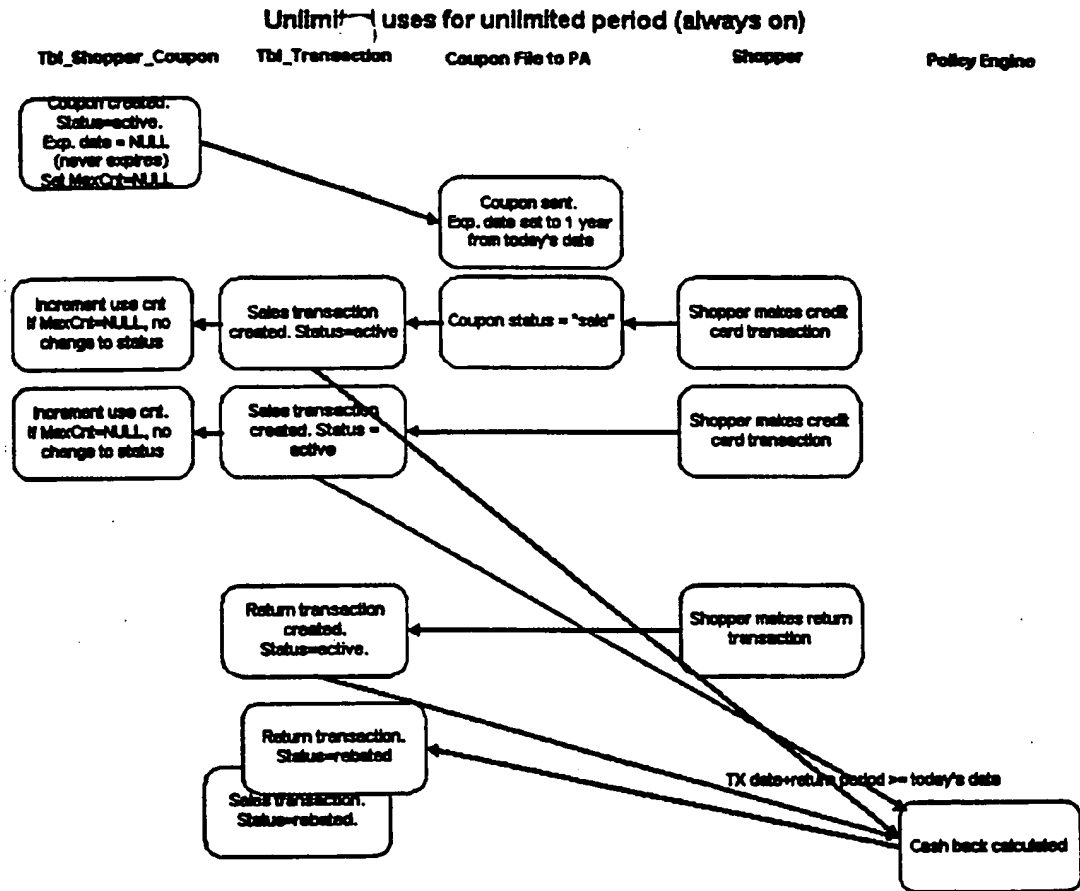 Unlimited uses for unlimited period (always on)
Tbl_Shopper_Coupon
Tbl_Transaction
Coupon File to PA
Shopper
Policy Engine
Coupon created.
Status=active.
Exp. date = NULL
(never expires)
Set MaxCnt=NULL
Coupon sent.
Exp. date set to 1 year
from today's date
Increment use cnt
If MaxCnt=NULL, no
change to status
Sales transaction
created. Status=active
Coupon status = "sale"
Shopper makes credit
card transaction
Increment use cnt.
If MaxCnt=NULL, no
change to status
Sales transaction
created. Status =
active
Shopper makes credit
card transaction
Return transaction
created.
Status=active.
Shopper makes return
transaction
Return transaction.
Status=rebated
TX date+return period >= today's date
Sales transaction.
Status=rebated.
Cash back calculated